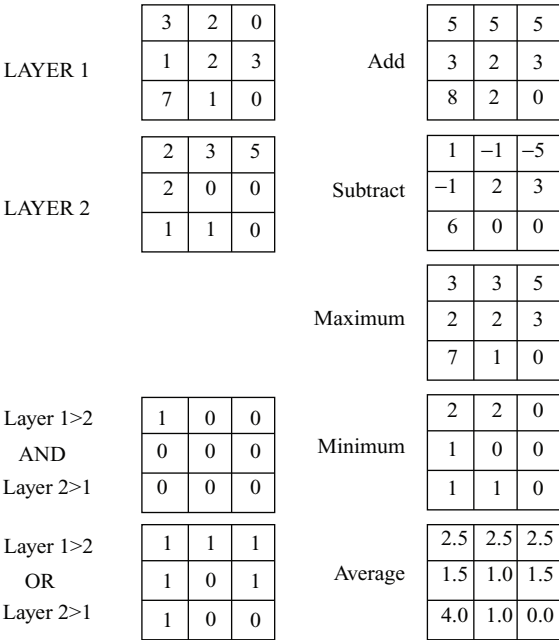 3 2 0
LAYER 1 1 2 3
7 1 0
5 5 5
Add 3 2 3
8 2 0
2 3 5
LAYER 2 2 0 0
1 1 0
1 −1 −5
Subtract −1 2 3
6 0 0
3 3 5
Maximum 2 2 3
7 1 0
Layer 1>2 1 0 0
AND 0 0 0
Layer 2>1 0 0 0
2 2 0
Minimum 1 0 0
1 1 0
Layer 1>2 1 1 1
OR 1 0 1
Layer 2>1 1 0 0
2.5 2.5 2.5
Average 1.5 1.0 1.5
4.0 1.0 0.0